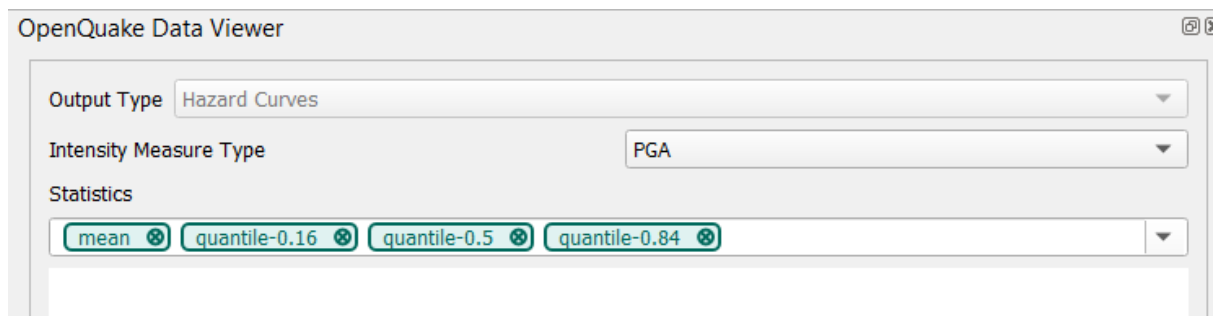 OpenQuake Data Viewer
Output Type Hazard Curves
Intensity Measure Type PGA
Statistics
mean quantile-0.16 quantile-0.5 quantile-0.84